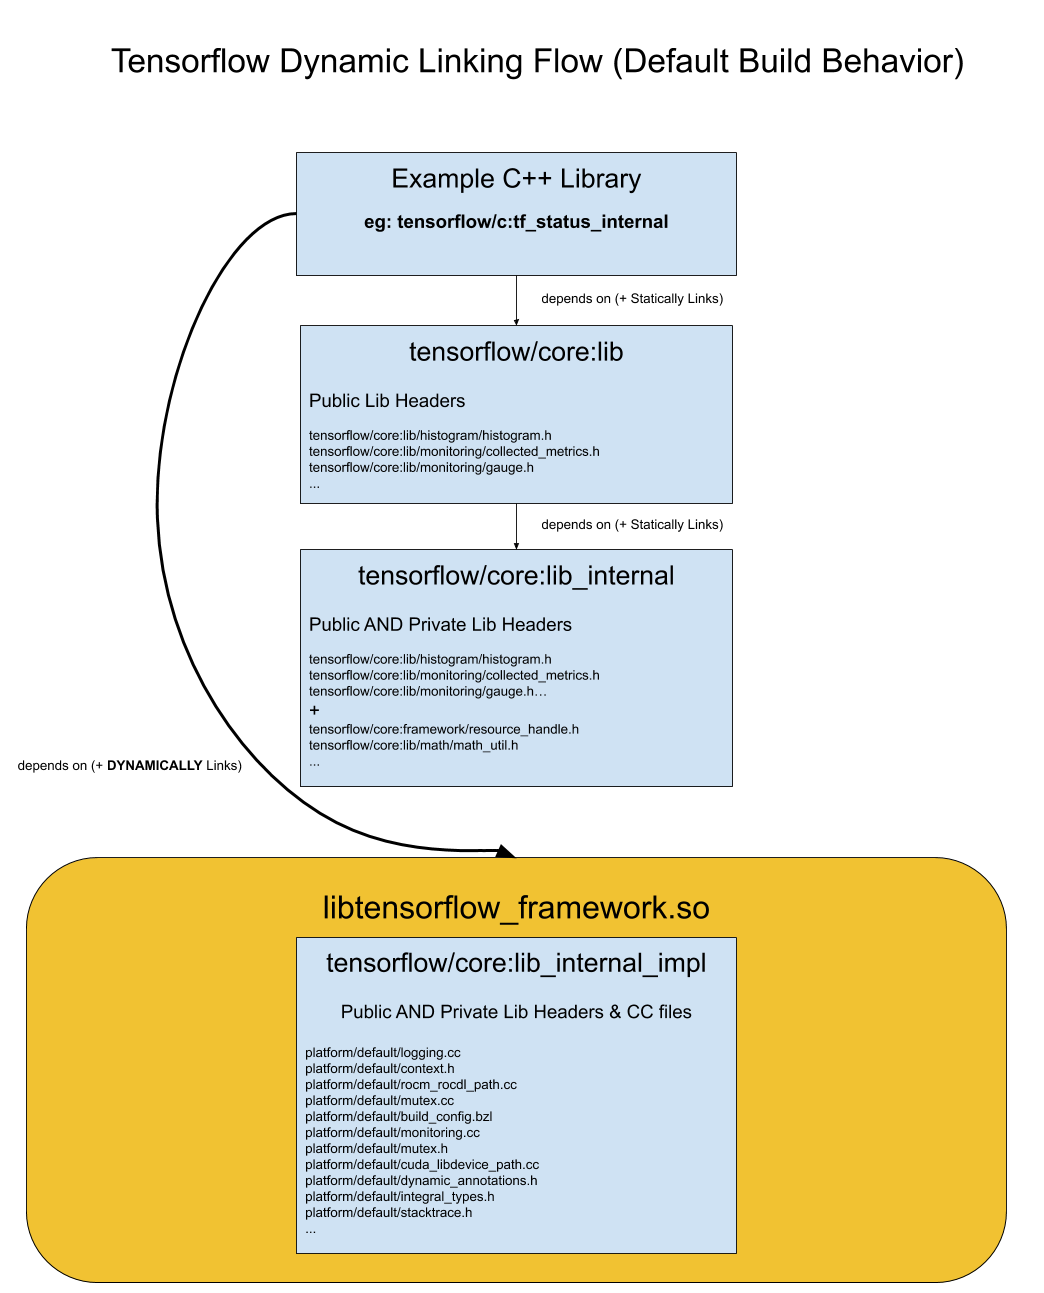 Tensorflow Dynamic Linking Flow (Default Build Behavior)
Example C++ Library
eg: tensorflow/c:tf_status_internal
depends on (+ Statically Links)
tensorflow/core:lib
Public Lib Headers
tensorflow/core:lib/histogram/histogram.h
tensorflow/core:lib/monitoring/collected_metrics.h
tensorflow/core:lib/monitoring/gauge.h
...
depends on (+ Statically Links)
tensorflow/core:lib_internal
Public AND Private Lib Headers
tensorflow/core:lib/histogram/histogram.h
tensorflow/core:lib/monitoring/collected_metrics.h
tensorflow/core:lib/monitoring/gauge.h…
+
tensorflow/core:framework/resource_handle.h
tensorflow/core:lib/math/math_util.h
...
depends on (+ DYNAMICALLY Links)
libtensorflow_framework.so
tensorflow/core:lib_internal_impl
Public AND Private Lib Headers & CC files
platform/default/logging.cc
platform/default/context.h
platform/default/rocm_rocdl_path.cc
platform/default/mutex.cc
platform/default/build_config.bzl
platform/default/monitoring.cc
platform/default/mutex.h
platform/default/cuda_libdevice_path.cc
platform/default/dynamic_annotations.h
platform/default/integral_types.h
platform/default/stacktrace.h
...